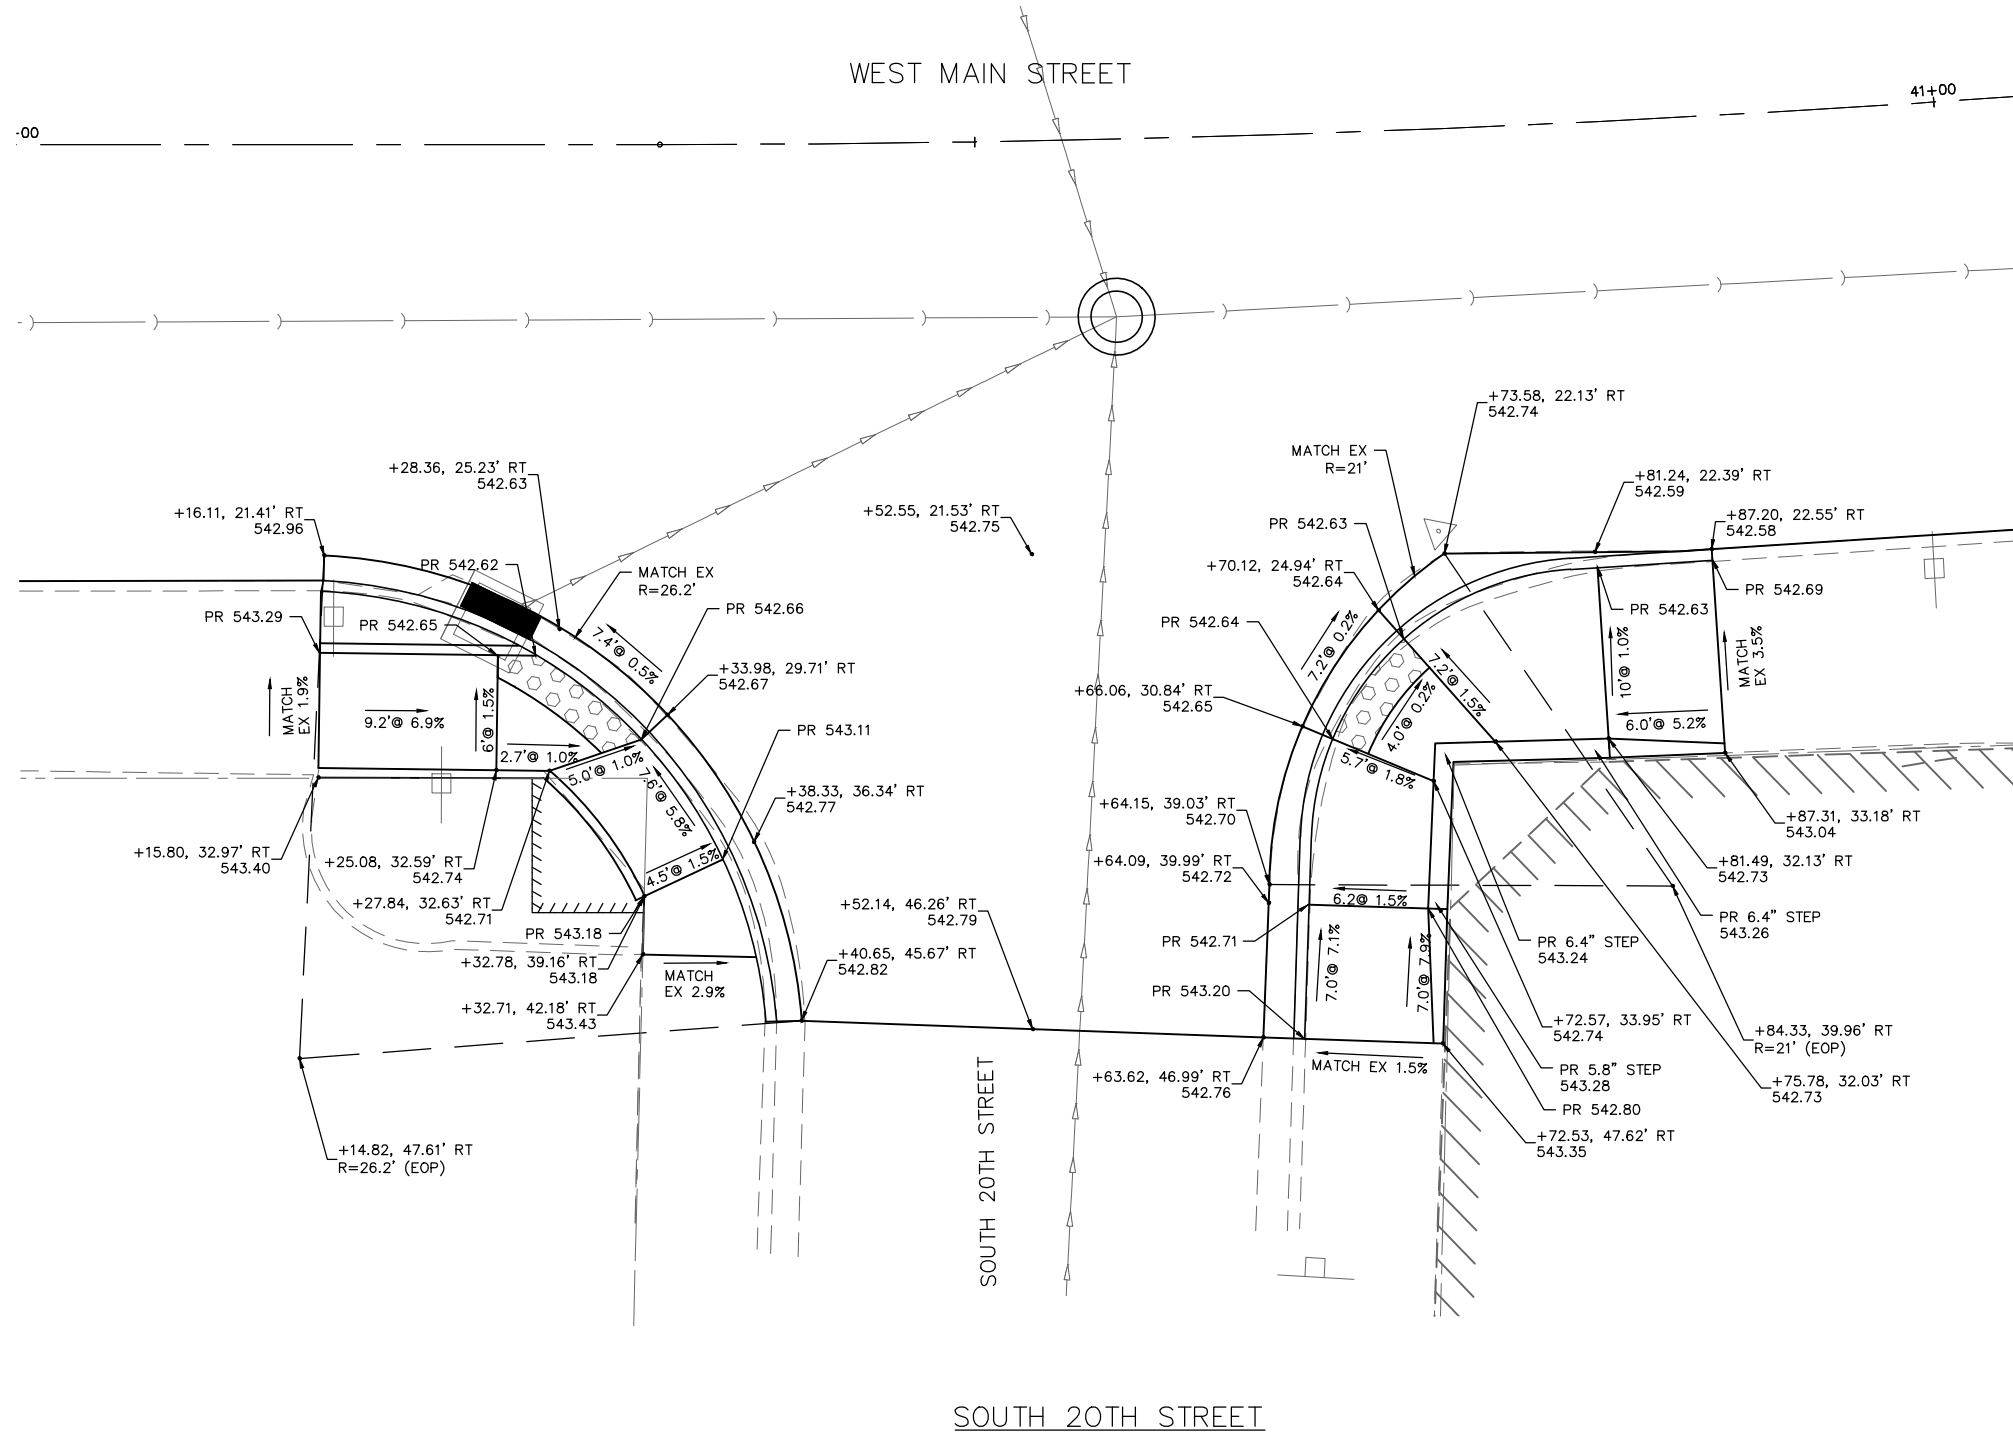 WEST MAIN STREET
41+00
-00
+73.58, 22.13' RT
542.74
MATCH EX
R=21'
+28.36, 25.23' RT
542.63
+81.24, 22.39' RT
542.59
+16.11, 21.41' RT
542.96
+52.55, 21.53' RT
542.75
+87.20, 22.55' RT
542.58
PR 542.63
PR 542.62
MATCH EX
R=26.2'
+70.12, 24.94' RT
542.64
PR 542.69
PR 542.66
PR 542.63
PR 543.29
PR 542.65
PR 542.64
7.4'@ 0.5%
7.2'@ 0.2%
+33.98, 29.71' RT
542.67
7.2'@ 1.5%
10'@ 1.0%
MATCH
EX 3.5%
+66.06, 30.84' RT
542.65
MATCH
EX 1.9%
9.2'@ 6.9%
6'@ 1.5%
4.0'@ 0.2%
6.0'@ 5.2%
PR 543.11
2.7'@ 1.0%
5.0'@ 1.0%
7.6'@ 5.8%
5.7'@ 1.8%
+38.33, 36.34' RT
542.77
+64.15, 39.03' RT
542.70
+87.31, 33.18' RT
543.04
+15.80, 32.97' RT
543.40
+25.08, 32.59' RT
542.74
4.5'@ 1.5%
+64.09, 39.99' RT
542.72
+81.49, 32.13' RT
542.73
+27.84, 32.63' RT
542.71
+52.14, 46.26' RT
542.79
6.2@ 1.5%
PR 6.4" STEP
543.26
PR 543.18
PR 542.71
PR 6.4" STEP
543.24
+32.78, 39.16' RT
543.18
MATCH
EX 2.9%
+40.65, 45.67' RT
542.82
7.0'@ 7.1%
7.0'@ 7.9%
PR 543.20
+32.71, 42.18' RT
543.43
+72.57, 33.95' RT
542.74
+84.33, 39.96' RT
R=21' (EOP)
MATCH EX 1.5%
+63.62, 46.99' RT
542.76
PR 5.8" STEP
543.28
+75.78, 32.03' RT
542.73
PR 542.80
+14.82, 47.61' RT
R=26.2' (EOP)
+72.53, 47.62' RT
543.35
SOUTH 20TH STREET
SOUTH 20TH STREET